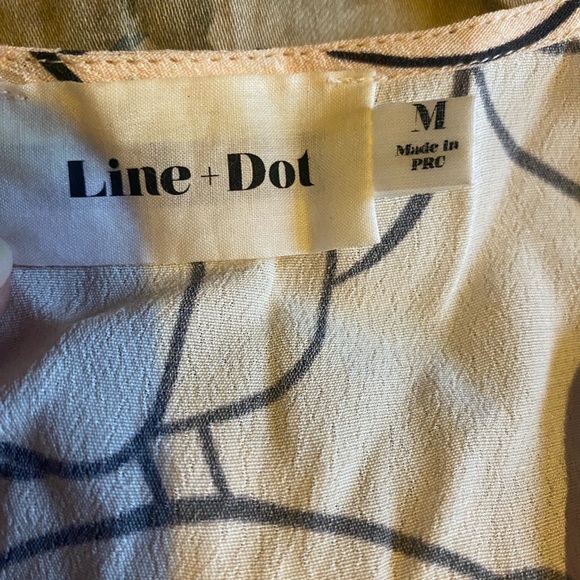 Line + Dot
M
Made in
PRC